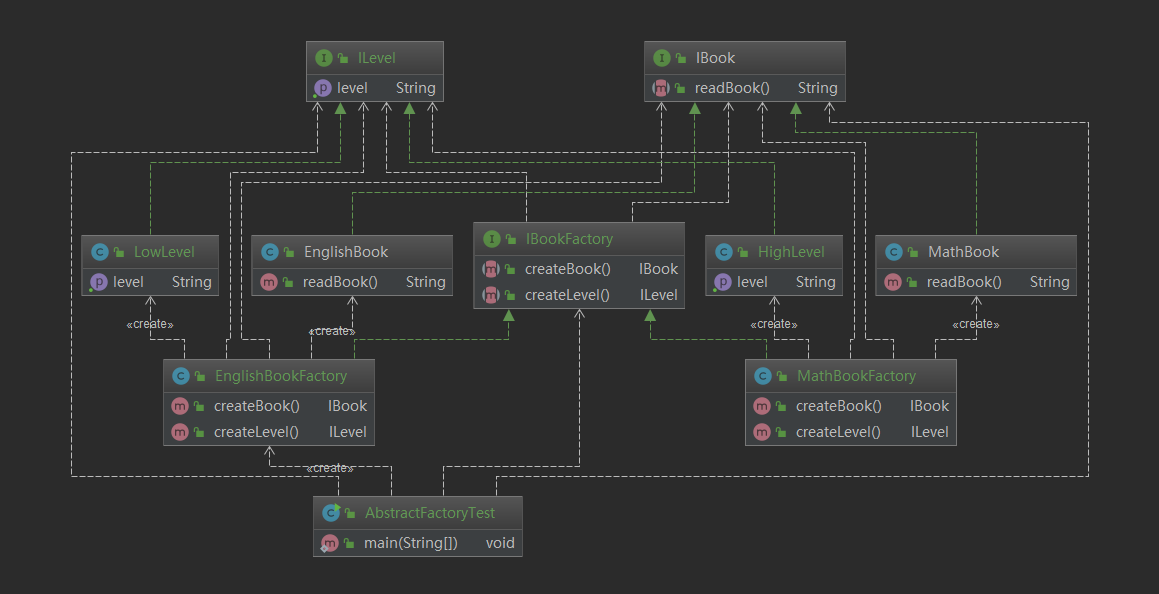 ILevel
level String
IBook
readBook() String
LowLevel
level String
EnglishBook
readBook() String
IBookFactory
createBook() IBook
createLevel() ILevel
HighLevel
level String
MathBook
readBook() String
«create»
«create»
«create»
«create»
EnglishBookFactory
createBook() IBook
createLevel() ILevel
MathBookFactory
createBook() IBook
createLevel() ILevel
«create»
AbstractFactoryTest
main(String[]) void